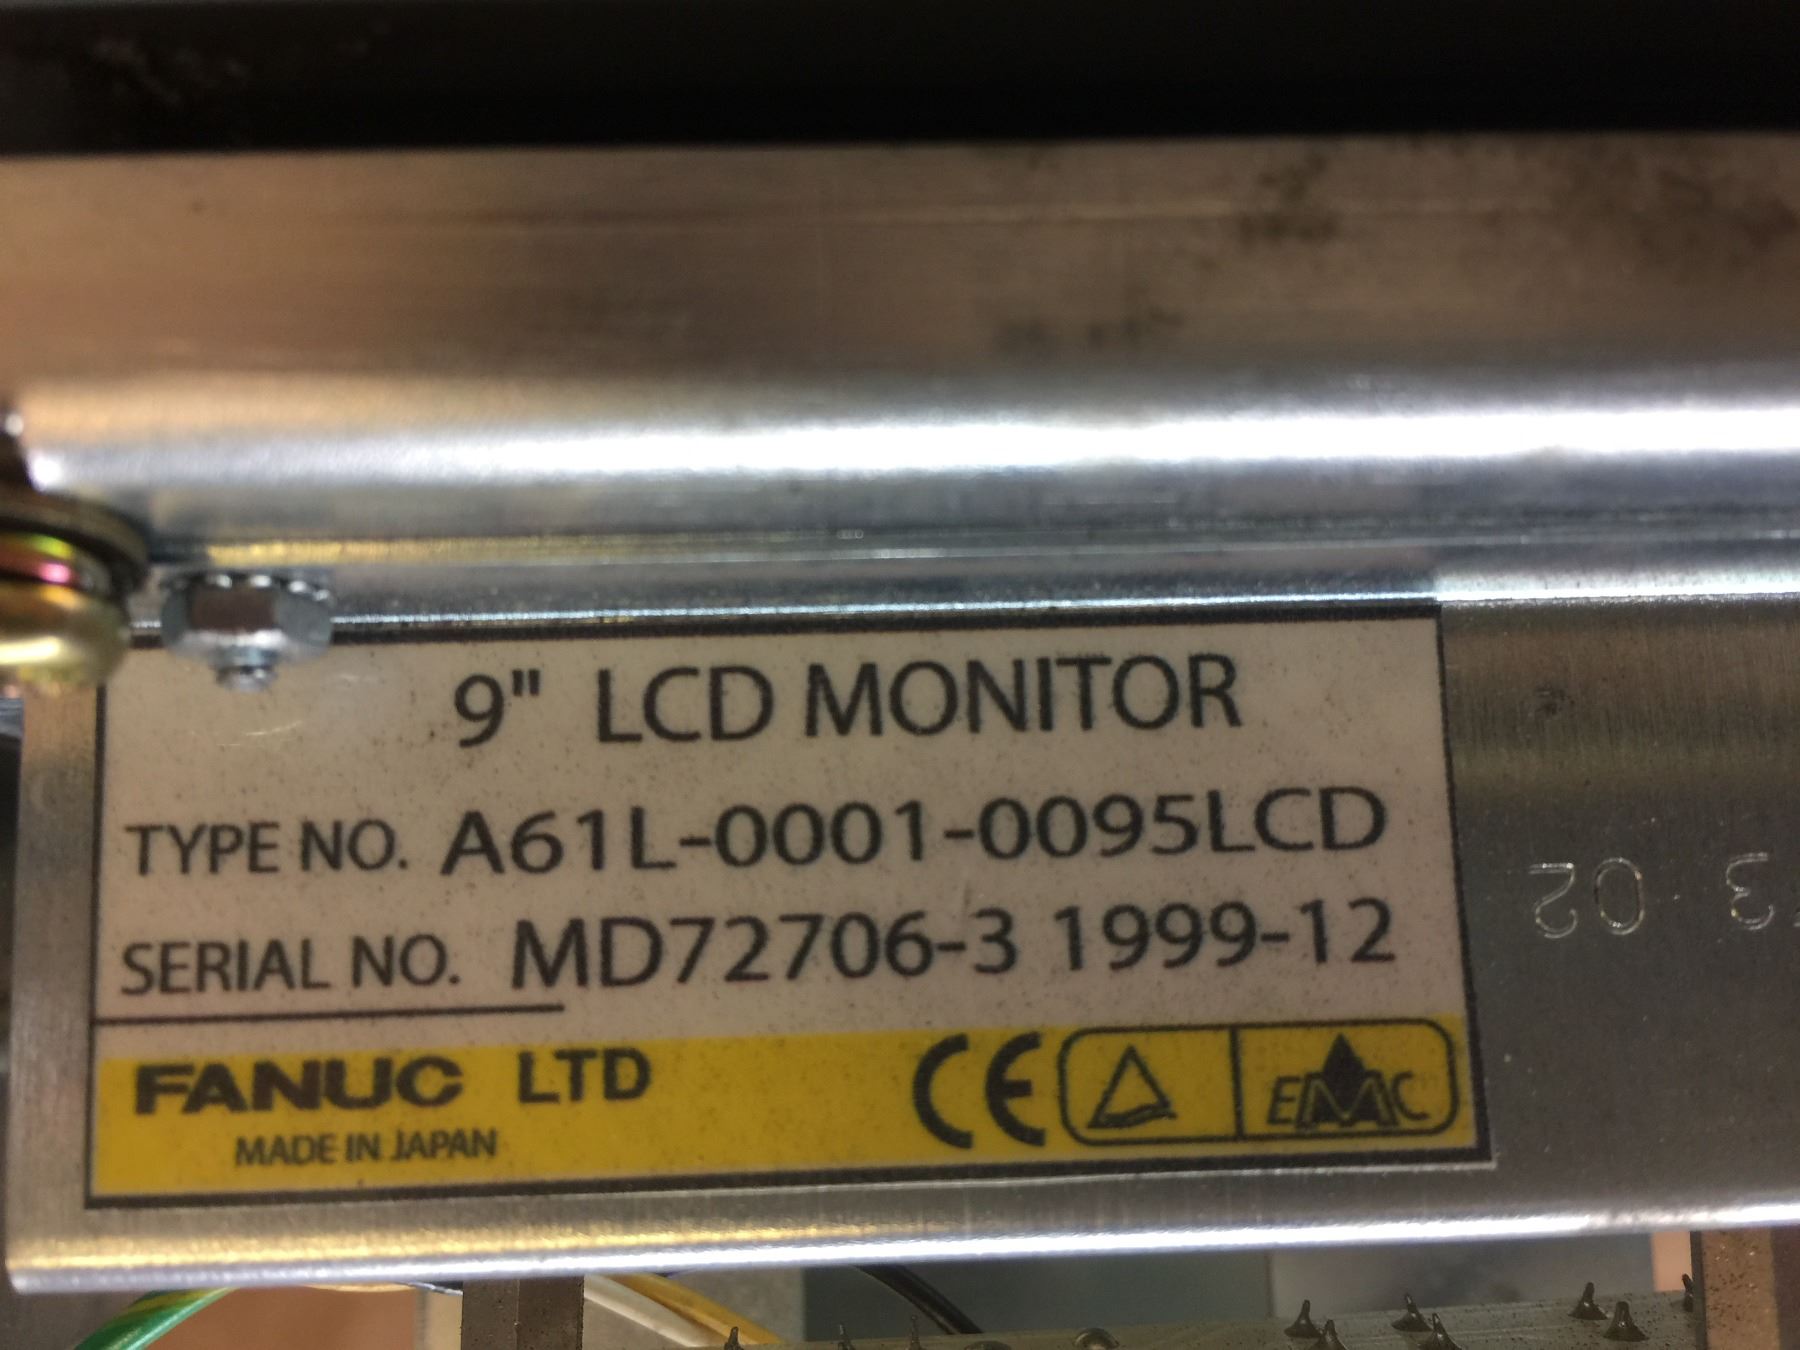 9" LCD MONITOR
TYPE NO. A61L-0001-0095LCD
SERIAL NO. MD72706-3 1999-12
FANUC LTD
MADE IN JAPAN
CE
EMC
02